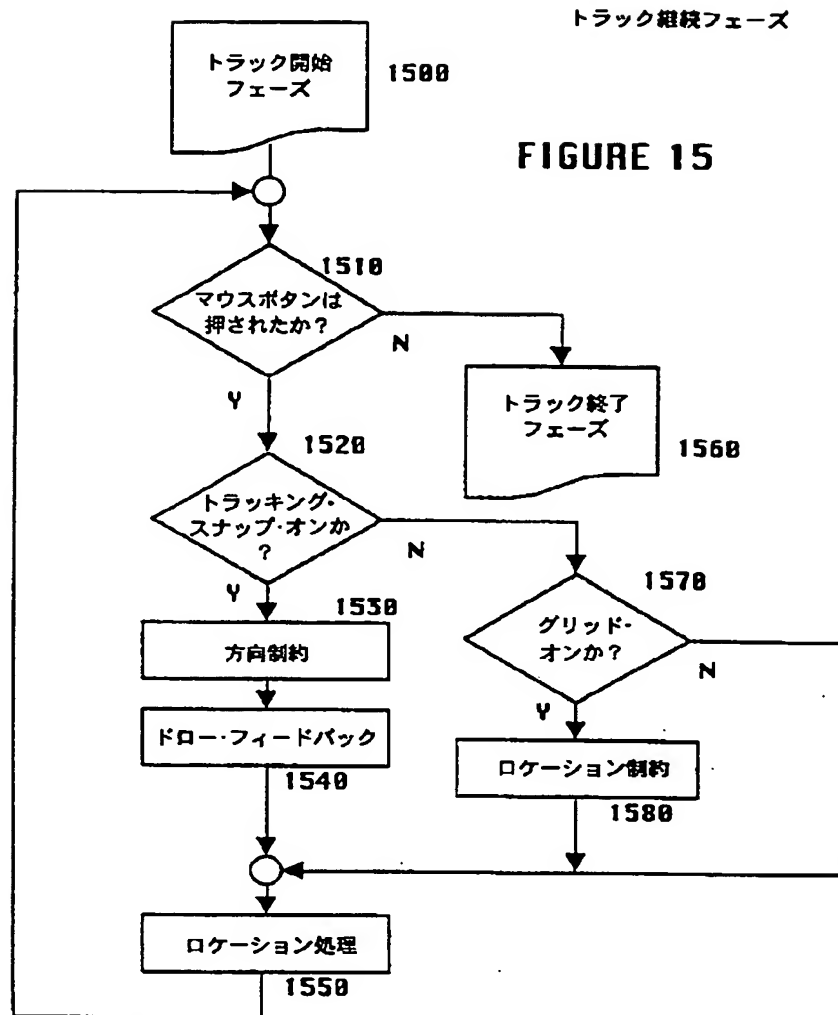 トラック継続フェーズ
トラック開始
フェーズ
1500
FIGURE 15
1510
マウスボタンは
押されたか？
N
Y
トラック終了
フェーズ
1560
1520
トラッキング・
スナップ・オンか
？
N
Y
1530
方向制約
1570
グリッド・
オンか？
N
Y
ドロー・フィードバック
1540
ロケーション制約
1580
ロケーション処理
1550